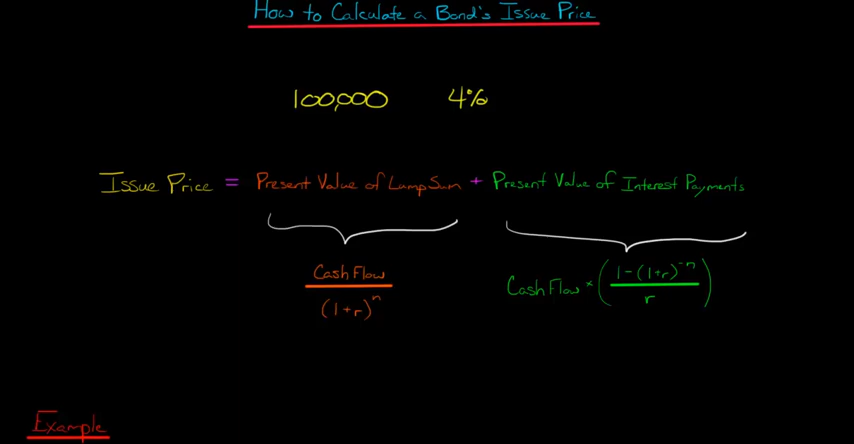 How to Calculate a Bond's Issue Price
100,000 4%
Issue Price = Present Value of Lump Sum + Present Value of Interest Payments
Cash Flow / (1+r)^n
Cash Flow × ( 1-(1+r)^-n / r )
Example